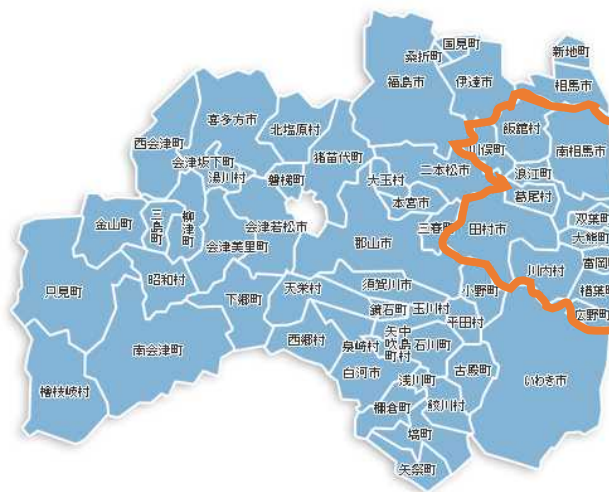 国見町
桑折町
新地町
福島市
伊達市
相馬市
喜多方市
北塩原村
飯舘村
西会津町
猪苗代町
川俣町
南相馬市
会津坂下町
湯川村
磐梯町
二本松市
大玉村
浪江町
葛尾村
本宮市
金山町
三島町
柳津町
会津若松市
三春町
田村市
双葉町
大熊町
会津美里町
郡山市
川内村
富岡
只見町
昭和村
下郷町
天栄村
須賀川市
小野町
楢葉
鏡石町
玉川村
平田村
広野町
南会津町
西郷村
泉崎村
矢吹町
中島村
石川町
白河市
浅川町
古殿町
いわき市
檜枝岐村
棚倉町
鮫川村
塙町
矢祭町